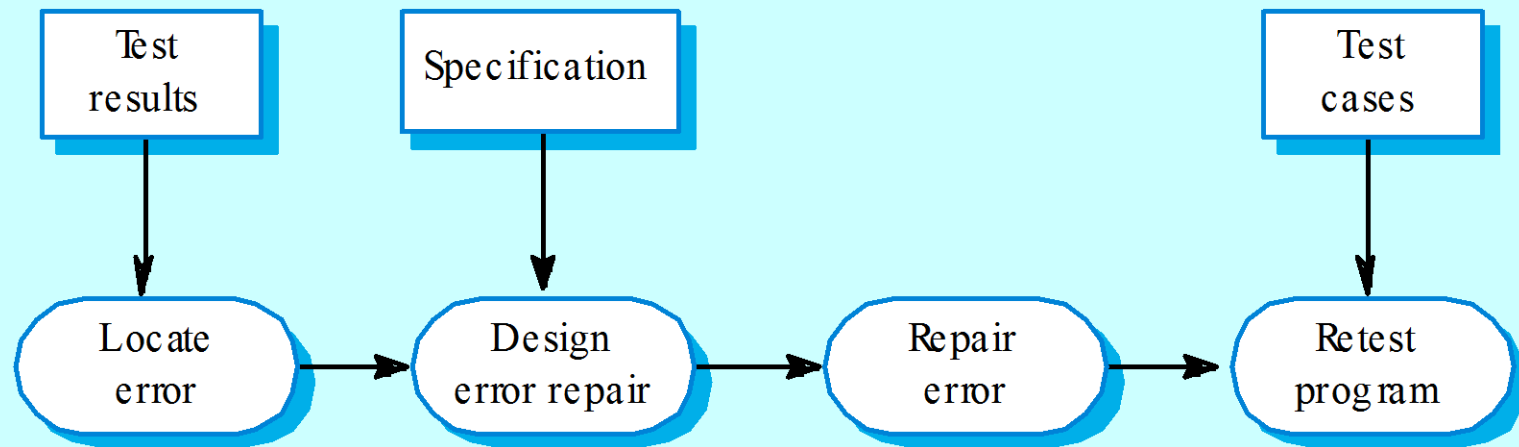 Test
results
Specification
Test
cases
Locate
error
Design
error repair
Repair
error
Retest
program